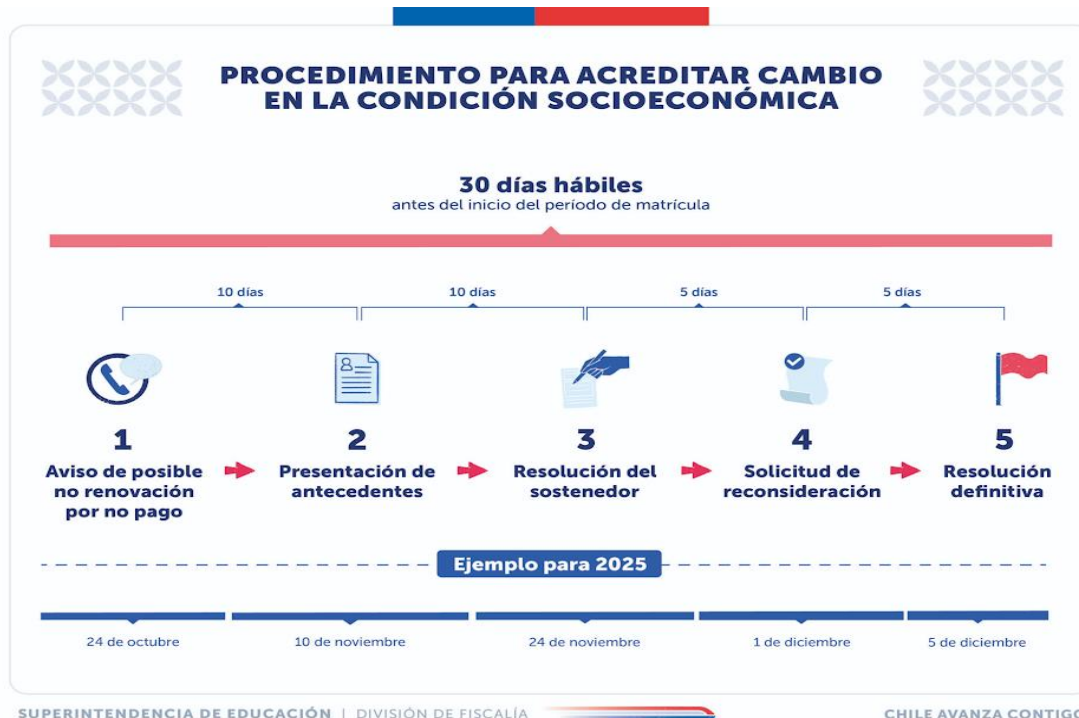 PROCEDIMIENTO PARA ACREDITAR CAMBIO
EN LA CONDICIÓN SOCIOECONÓMICA
30 días hábiles
antes del inicio del período de matrícula
10 días
10 días
5 días
5 días
1
Aviso de posible
no renovación
por no pago
2
Presentación de
antecedentes
3
Resolución del
sostenedor
4
Solicitud de
reconsideración
5
Resolución
definitiva
Ejemplo para 2025
24 de octubre
10 de noviembre
24 de noviembre
1 de diciembre
5 de diciembre
SUPERINTENDENCIA DE EDUCACIÓN | DIVISIÓN DE FISCALÍA
CHILE AVANZA CONTIGO